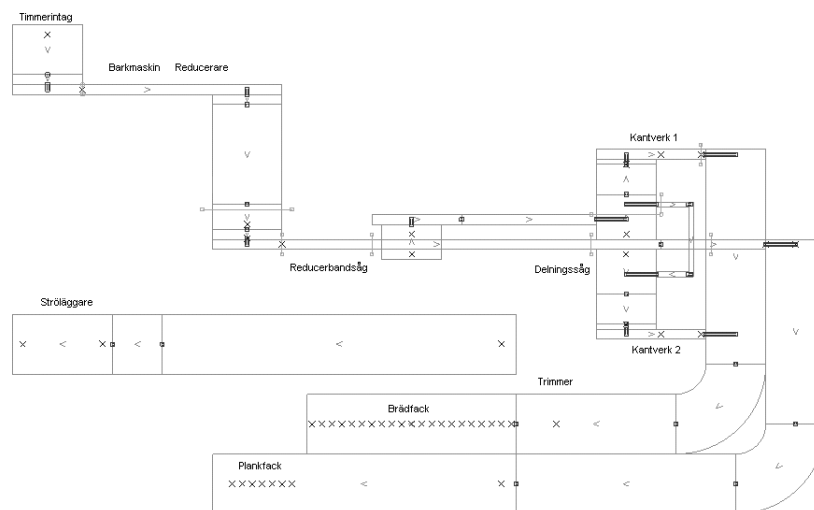 Timmerintag
Barkmaskin Reducerare
Kantverk 1
Reducerbandsåg
Delningssåg
Ströläggare
Kantverk 2
Trimmer
Brädfack
Plankfack